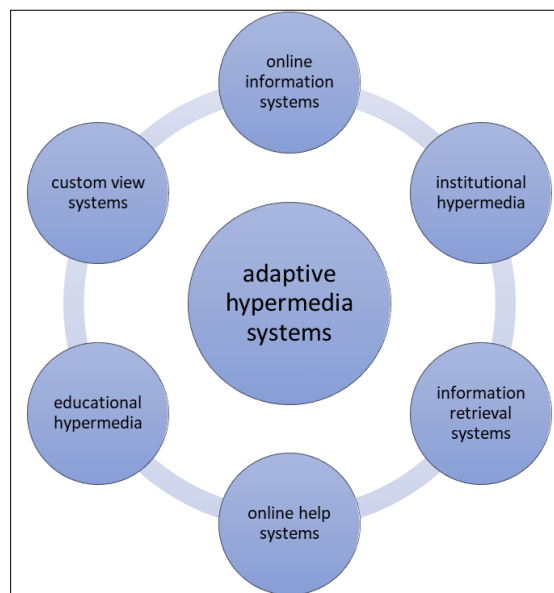 online
information
systems
custom view
systems
institutional
hypermedia
adaptive
hypermedia
systems
educational
hypermedia
information
retrieval
systems
online help
systems